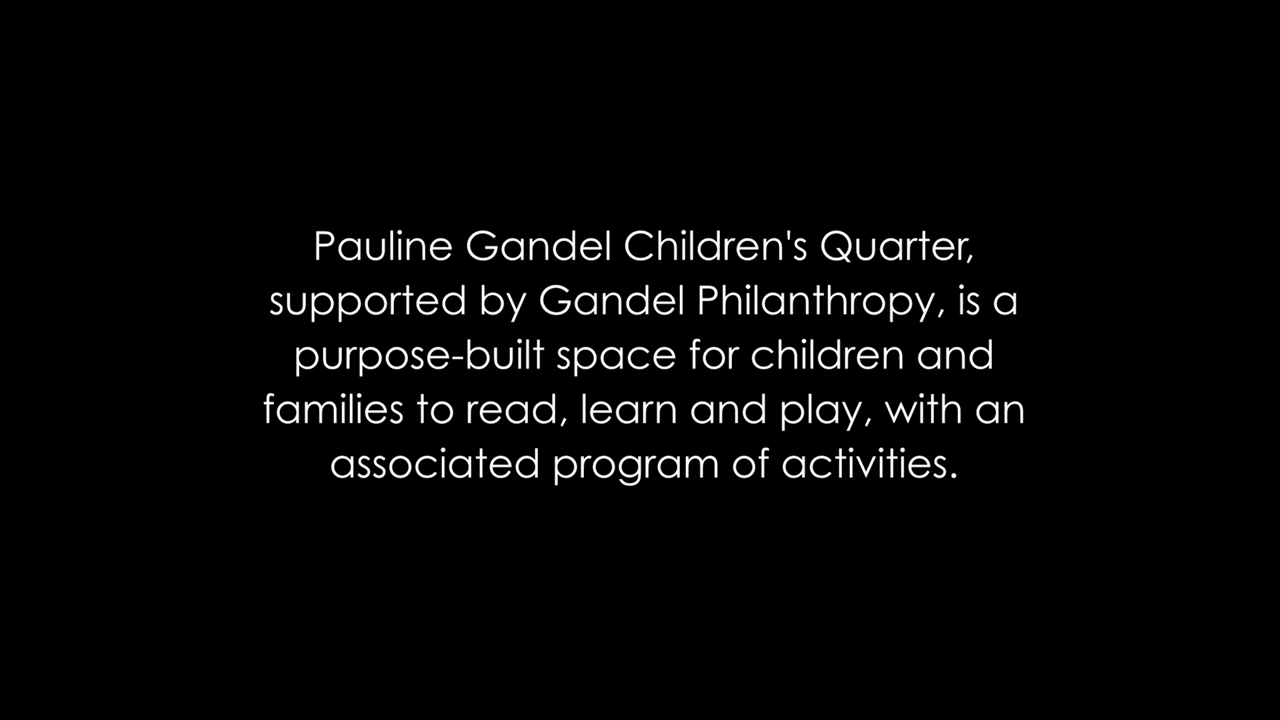 Pauline Gandel Children's Quarter,
supported by Gandel Philanthropy, is a
purpose-built space for children and
families to read, learn and play, with an
associated program of activities.